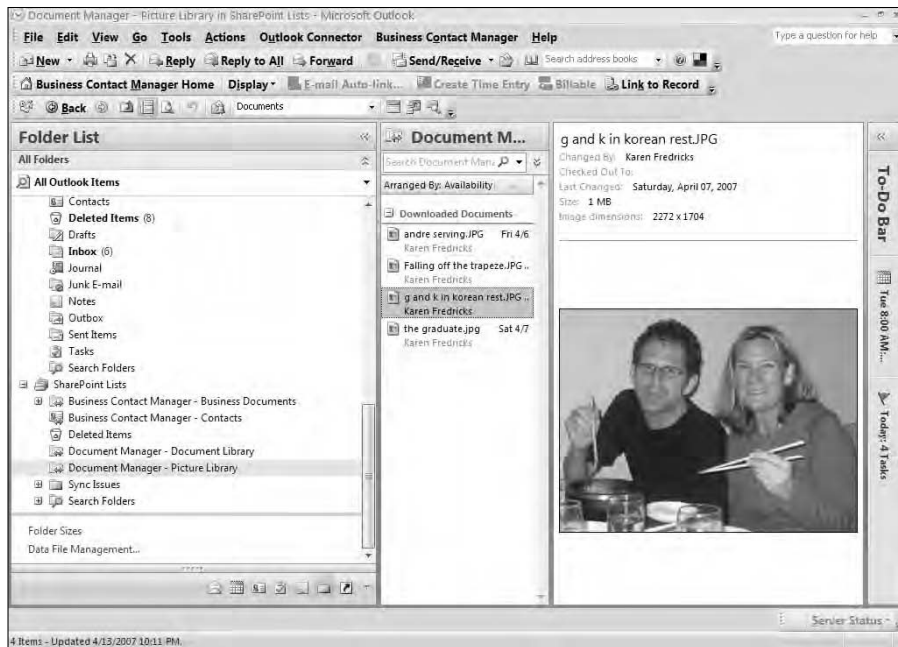 Document Manager - Picture Library in SharePoint Lists - Microsoft Outlook
File Edit View Go Tools Actions Outlook Connector Business Contact Manager Help
Type a question for help
New Reply Reply to All Forward Send/Receive Search address books
Business Contact Manager Home Display E-mail Auto-link... Create Time Entry Billable Link to Record
Back Documents
Folder List
All Folders
All Outlook Items
Contacts
Deleted Items (8)
Drafts
Inbox (6)
Journal
Junk E-mail
Notes
Outbox
Sent Items
Tasks
Search Folders
SharePoint Lists
Business Contact Manager - Business Documents
Business Contact Manager - Contacts
Deleted Items
Document Manager - Document Library
Document Manager - Picture Library
Sync Issues
Search Folders
Folder Sizes
Data File Management...
Document M...
Search Document Mana
Arranged By: Availability
Downloaded Documents
andre serving.JPG Fri 4/6
Karen Fredricks
Falling off the trapeze.JPG ..
Karen Fredricks
g and k in korean rest.JPG ..
Karen Fredricks
the graduate.jpg Sat 4/7
Karen Fredricks
g and k in korean rest.JPG
Changed By: Karen Fredricks
Checked Out To:
Last Changed: Saturday, April 07, 2007
Size: 1 MB
Image dimensions: 2272 x 1704
To-Do Bar
Tue 8:00 AM:...
Today: 4 Tasks
Server Status
4 Items - Updated 4/13/2007 10:11 PM.